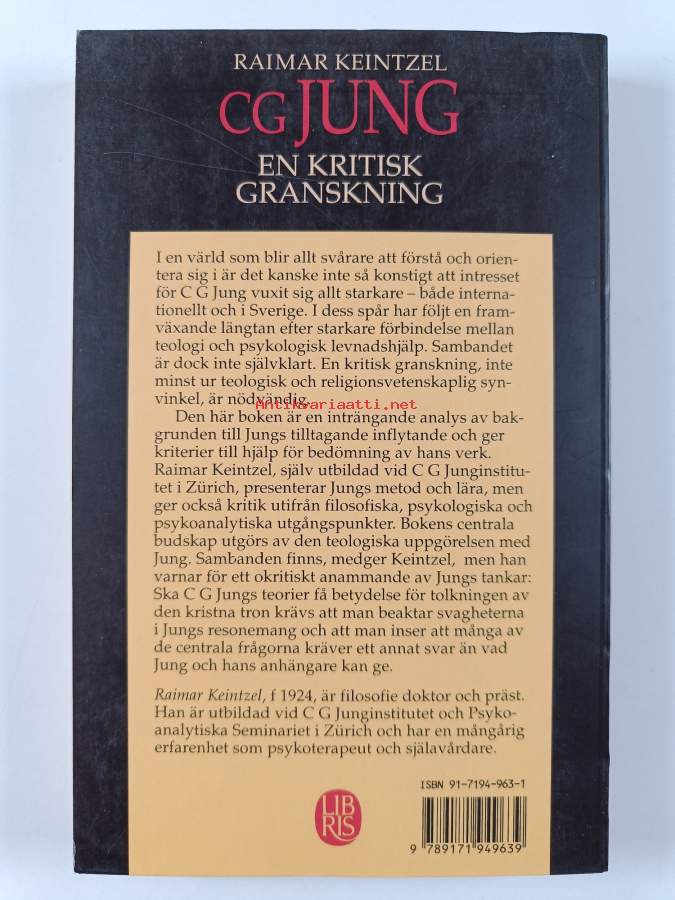 RAIMAR KEINTZEL
CG JUNG
EN KRITISK
GRANSKNING
I en värld som blir allt svårare att förstå och orien-
tera sig i är det kanske inte så konstigt att intresset
för C G Jung vuxit sig allt starkare – både interna-
tionellt och i Sverige. I dess spår har följt en fram-
växande längtan efter starkare förbindelse mellan
teologi och psykologisk levnadshjälp. Sambandet
är dock inte självklart. En kritisk granskning, inte
minst ur teologisk och religionsvetenskaplig syn-
vinkel, är nödvändig.
Antikvariaatti.net
Den här boken är en inträngande analys av bak-
grunden till Jungs tilltagande inflytande och ger
kriterier till hjälp för bedömning av hans verk.
Raimar Keintzel, själv utbildad vid C G Junginstitu-
tet i Zürich, presenterar Jungs metod och lära, men
ger också kritik utifrån filosofiska, psykologiska och
psykoanalytiska utgångspunkter. Bokens centrala
budskap utgörs av den teologiska uppgörelsen med
Jung. Sambanden finns, medger Keintzel, men han
varnar för ett okritiskt anammande av Jungs tankar:
Ska C G Jungs teorier få betydelse för tolkningen av
den kristna tron krävs att man beaktar svagheterna
i Jungs resonemang och att man inser att många av
de centrala frågorna kräver ett annat svar än vad
Jung och hans anhängare kan ge.
Raimar Keintzel, f 1924, är filosofie doktor och präst.
Han är utbildad vid C G Junginstitutet och Psyko-
analytiska Seminariet i Zürich och har en mångårig
erfarenhet som psykoterapeut och själavårdare.
ISBN 91-7194-963-1
LIB
RIS
9 789171 949639